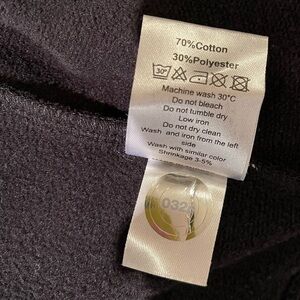 70%Cotton
30%Polyester
30°
Machine wash 30°C
Do not bleach
Do not tumble dry
Low iron
Do not dry clean
Wash and iron from the left
side
Wash with similar color
Shrinkage 3-5%
032